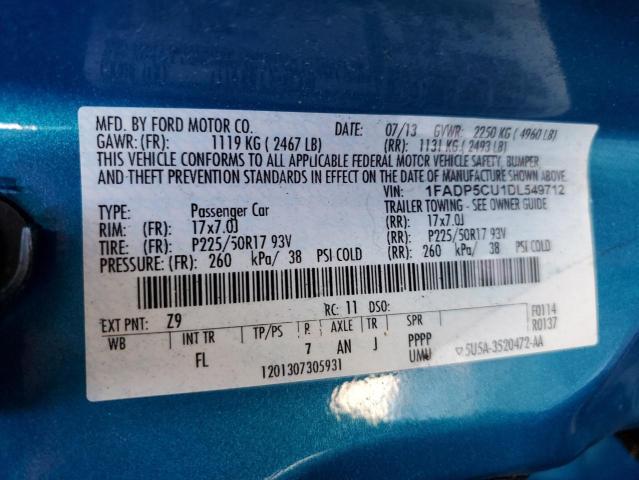 MFD. BY FORD MOTOR CO. DATE: 07/13 GVWR: 2250 KG ( 4960 LB)
GAWR: (FR): 1119 KG ( 2467 LB) (RR): 1131 KG ( 2493 LB)
THIS VEHICLE CONFORMS TO ALL APPLICABLE FEDERAL MOTOR VEHICLE SAFETY, BUMPER,
AND THEFT PREVENTION STANDARDS IN EFFECT ON THE DATE OF MANUFACTURE SHOWN ABOVE.
VIN: 1FADP5CU1DL549712
TYPE: Passenger Car TRAILER TOWING - SEE OWNER GUIDE
RIM: (FR): 17x7.0J (RR): 17x7.0J
TIRE: (FR): P225/50R17 93V (RR): P225/50R17 93V
PRESSURE: (FR): 260 kPa/ 38 PSI COLD (RR): 260 kPa/ 38 PSI COLD
EXT PNT: Z9 RC: 11 DSO: F0114
R0137
WB INT TR TP/PS R AXLE TR SPR
FL 7 AN J PPPP
UMU
1201307305931 ▽5U5A-3520472-AA